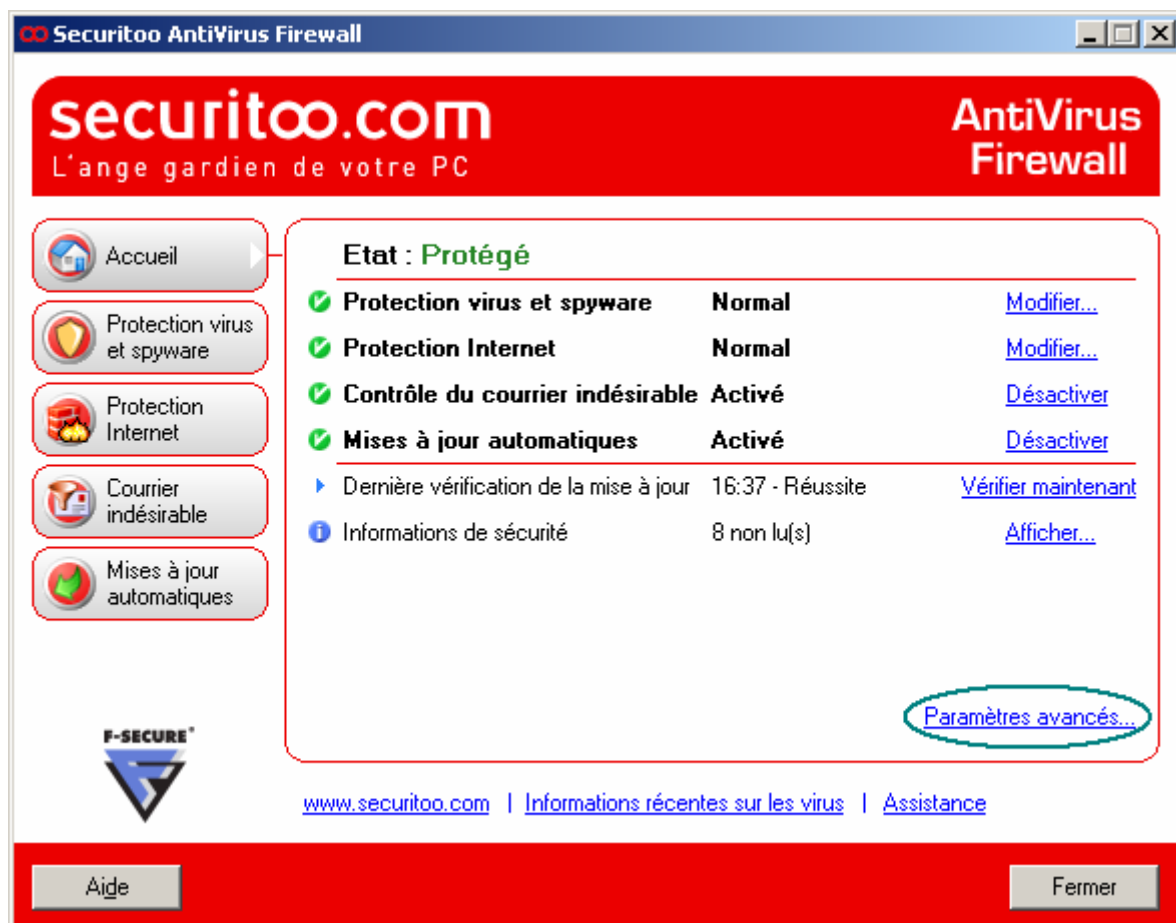 Securitoo AntiVirus Firewall
securitoo.com
L'ange gardien de votre PC
AntiVirus
Firewall
Accueil
Protection virus
et spyware
Protection
Internet
Courrier
indésirable
Mises à jour
automatiques
Etat : Protégé
Protection virus et spyware Normal Modifier...
Protection Internet Normal Modifier...
Contrôle du courrier indésirable Activé Désactiver
Mises à jour automatiques Activé Désactiver
Dernière vérification de la mise à jour 16:37 - Réussite Vérifier maintenant
Informations de sécurité 8 non lu(s) Afficher...
Paramètres avancés...
F-SECURE®
www.securitoo.com | Informations récentes sur les virus | Assistance
Aide
Fermer